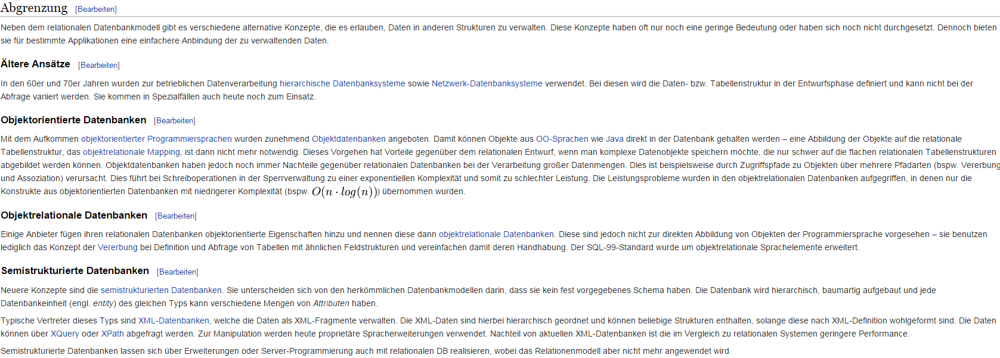 Abgrenzung [Bearbeiten]
Neben dem relationalen Datenbankmodell gibt es verschiedene alternative Konzepte, die es erlauben, Daten in anderen Strukturen zu verwalten. Diese Konzepte haben oft nur noch eine geringe Bedeutung oder haben sich noch nicht durchgesetzt. Dennoch bieten
sie für bestimmte Applikationen eine einfachere Anbindung der zu verwaltenden Daten.
Ältere Ansätze [Bearbeiten]
In den 60er und 70er Jahren wurden zur betrieblichen Datenverarbeitung hierarchische Datenbanksysteme sowie Netzwerk-Datenbanksysteme verwendet. Bei diesen wird die Daten- bzw. Tabellenstruktur in der Entwurfsphase definiert und kann nicht bei der
Abfrage variiert werden. Sie kommen in Spezialfällen auch heute noch zum Einsatz.
Objektorientierte Datenbanken [Bearbeiten]
Mit dem Aufkommen objektorientierter Programmiersprachen wurden zunehmend Objektdatenbanken angeboten. Damit können Objekte aus OO-Sprachen wie Java direkt in der Datenbank gehalten werden – eine Abbildung der Objekte auf die relationale
Tabellenstruktur, das objektrelationale Mapping, ist dann nicht mehr notwendig. Dieses Vorgehen hat Vorteile gegenüber dem relationalen Entwurf, wenn man komplexe Datenobjekte speichern möchte, die nur schwer auf die flachen relationalen Tabellenstrukturen
abgebildet werden können. Objektdatenbanken haben jedoch noch immer Nachteile gegenüber relationalen Datenbanken bei der Verarbeitung großer Datenmengen. Dies ist beispielsweise durch Zugriffspfade zu Objekten über mehrere Pfadarten (bspw. Vererbung
und Assoziation) verursacht. Dies führt bei Schreiboperationen in der Sperrverwaltung zu einer exponentiellen Komplexität und somit zu schlechter Leistung. Die Leistungsprobleme wurden in den objektrelationalen Datenbanken aufgegriffen, in denen nur die
Konstrukte aus objektorientierten Datenbanken mit niedrigerer Komplexität (bspw. O(n · log(n))) übernommen wurden.
Objektrelationale Datenbanken [Bearbeiten]
Einige Anbieter fügen ihren relationalen Datenbanken objektorientierte Eigenschaften hinzu und nennen diese dann objektrelationale Datenbanken. Diese sind jedoch nicht zur direkten Abbildung von Objekten der Programmiersprache vorgesehen – sie benutzen
lediglich das Konzept der Vererbung bei Definition und Abfrage von Tabellen mit ähnlichen Feldstrukturen und vereinfachen damit deren Handhabung. Der SQL-99-Standard wurde um objektrelationale Sprachelemente erweitert.
Semistrukturierte Datenbanken [Bearbeiten]
Neuere Konzepte sind die semistrukturierten Datenbanken. Sie unterscheiden sich von den herkömmlichen Datenbankmodellen darin, dass sie kein fest vorgegebenes Schema haben. Die Datenbank wird hierarchisch, baumartig aufgebaut und jede
Datenbankeinheit (engl. entity) des gleichen Typs kann verschiedene Mengen von Attributen haben.
Typische Vertreter dieses Typs sind XML-Datenbanken, welche die Daten als XML-Fragmente verwalten. Die XML-Daten sind hierbei hierarchisch geordnet und können beliebige Strukturen enthalten, solange diese nach XML-Definition wohlgeformt sind. Die Daten
können über XQuery oder XPath abgefragt werden. Zur Manipulation werden heute proprietäre Spracherweiterungen verwendet. Nachteil von aktuellen XML-Datenbanken ist die im Vergleich zu relationalen Systemen geringere Performance.
Semistrukturierte Datenbanken lassen sich über Erweiterungen oder Server-Programmierung auch mit relationalen DB realisieren, wobei das Relationenmodell aber nicht mehr angewendet wird.